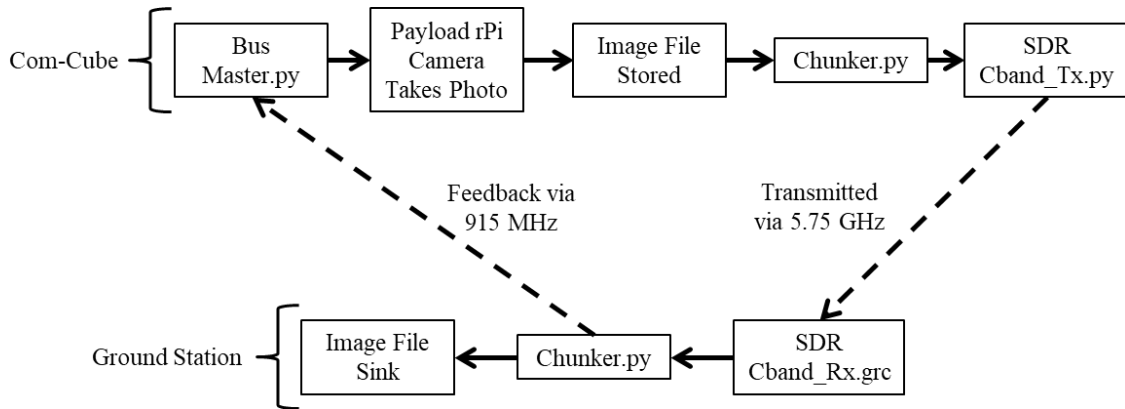 Com-Cube
Bus
Master.py
Payload rPi
Camera
Takes Photo
Image File
Stored
Chunker.py
SDR
Cband_Tx.py
Feedback via
915 MHz
Transmitted
via 5.75 GHz
Ground Station
Image File
Sink
Chunker.py
SDR
Cband_Rx.grc